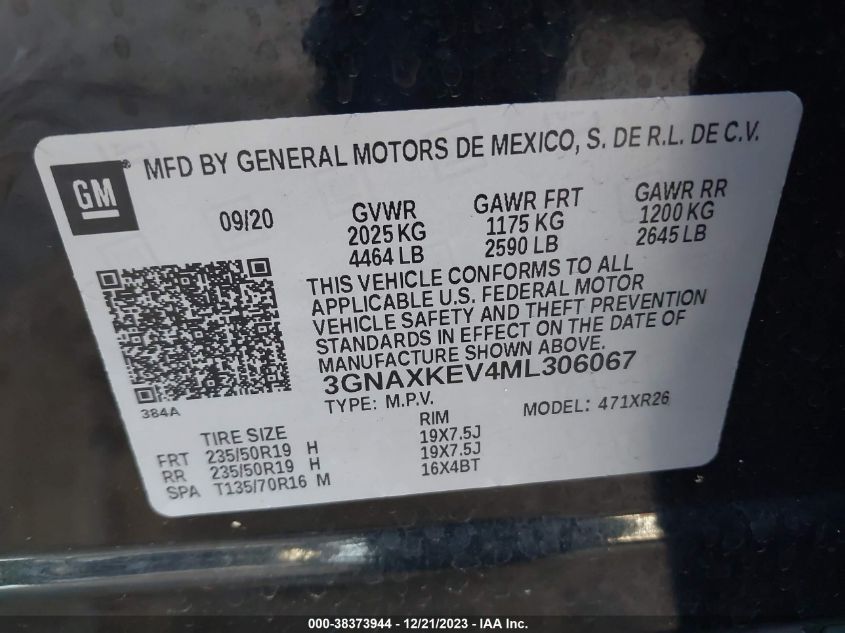 GM ®
MFD BY GENERAL MOTORS DE MEXICO, S. DE R.L. DE C.V.
09/20
GVWR
2025 KG
4464 LB
GAWR FRT
1175 KG
2590 LB
GAWR RR
1200 KG
2645 LB
THIS VEHICLE CONFORMS TO ALL
APPLICABLE U.S. FEDERAL MOTOR
VEHICLE SAFETY AND THEFT PREVENTION
STANDARDS IN EFFECT ON THE DATE OF
MANUFACTURE SHOWN ABOVE.
3GNAXKEV4ML306067
TYPE: M.P.V.
MODEL: 471XR26
384A
TIRE SIZE RIM
FRT 235/50R19 H 19X7.5J
RR 235/50R19 H 19X7.5J
SPA T135/70R16 M 16X4BT
000-38373944 - 12/21/2023 - IAA Inc.